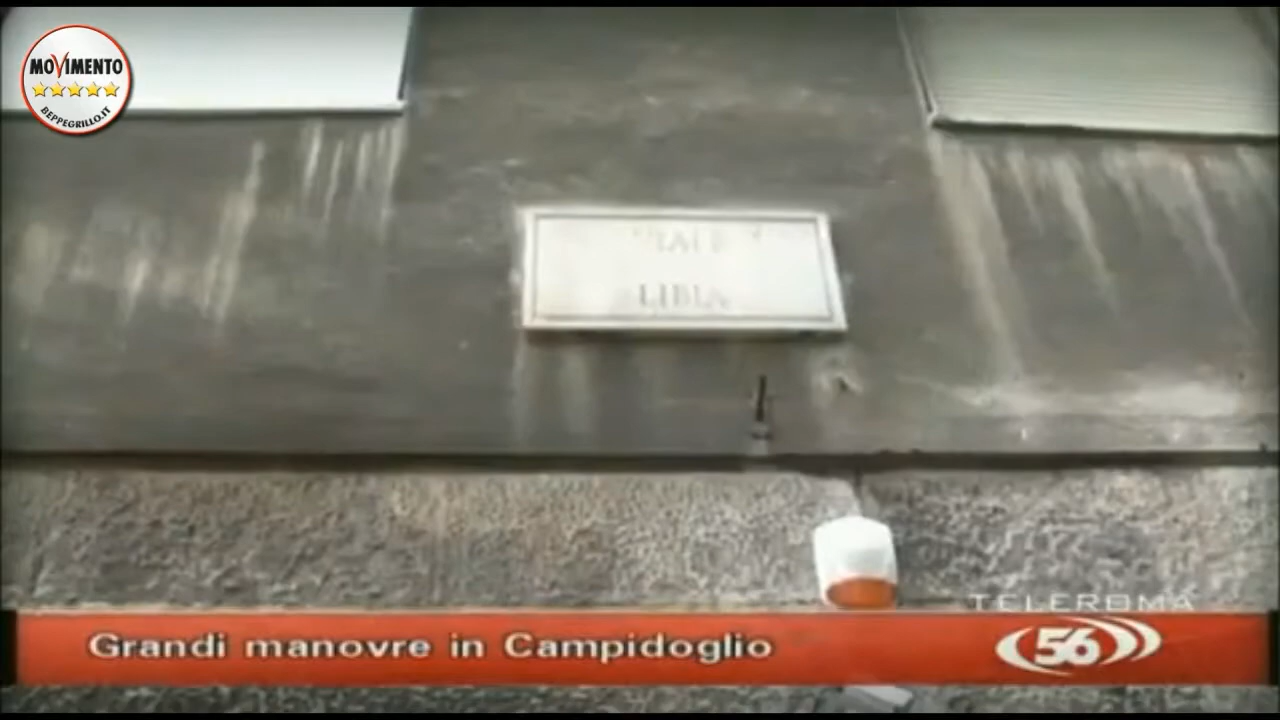 MOVIMENTO
BEPPEGRILLO.IT
LIBIA
TELEROMA
56
Grandi manovre in Campidoglio